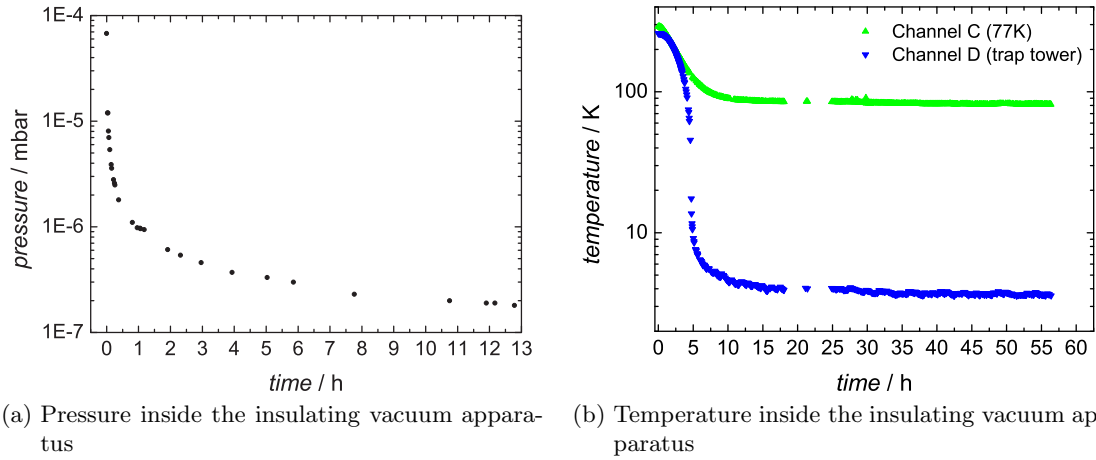 1E-4
1E-5
1E-6
1E-7
pressure / mbar
0 1 2 3 4 5 6 7 8 9 10 11 12 13
time / h
(a) Pressure inside the insulating vacuum appara-
tus
Channel C (77K)
Channel D (trap tower)
100
10
temperature / K
0 5 10 15 20 25 30 35 40 45 50 55 60
time / h
(b) Temperature inside the insulating vacuum ap
paratus